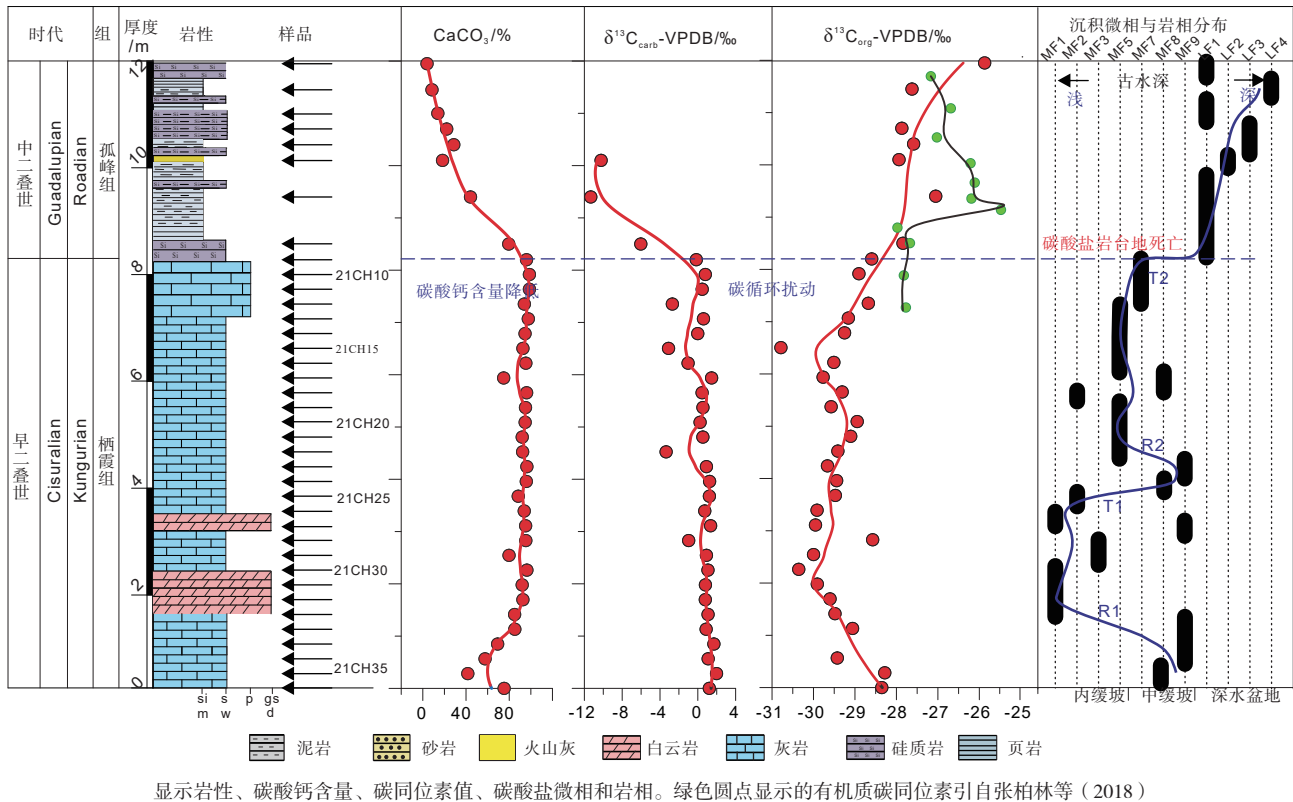 时代 组 厚度/m 岩性 样品 CaCO3/% δ13Ccarb-VPDB/‰ δ13Corg-VPDB/‰ 沉积微相与岩相分布
MF1 MF2 MF3 MF5 MF7 MF8 MF9 LF1 LF2 LF3 LF4
古水深
浅 深
中二叠世 Guadalupian Roadian 孤峰组
早二叠世 Cisuralian Kungurian 栖霞组
12
10
8
6
4
2
0
Si
21CH10
21CH15
21CH20
21CH25
21CH30
21CH35
碳酸钙含量降低
碳循环扰动
碳酸盐岩台地死亡
T2
R2
T1
R1
si m s w p gs d
0 40 80
-12 -8 -4 0 4
-31 -29 -28 -27 -26 -25
内缓坡 中缓坡 深水盆地
泥岩 砂岩 火山灰 白云岩 灰岩 硅质岩 页岩
显示岩性、碳酸钙含量、碳同位素值、碳酸盐微相和岩相。绿色圆点显示的有机质碳同位素引自张柏林等（2018）